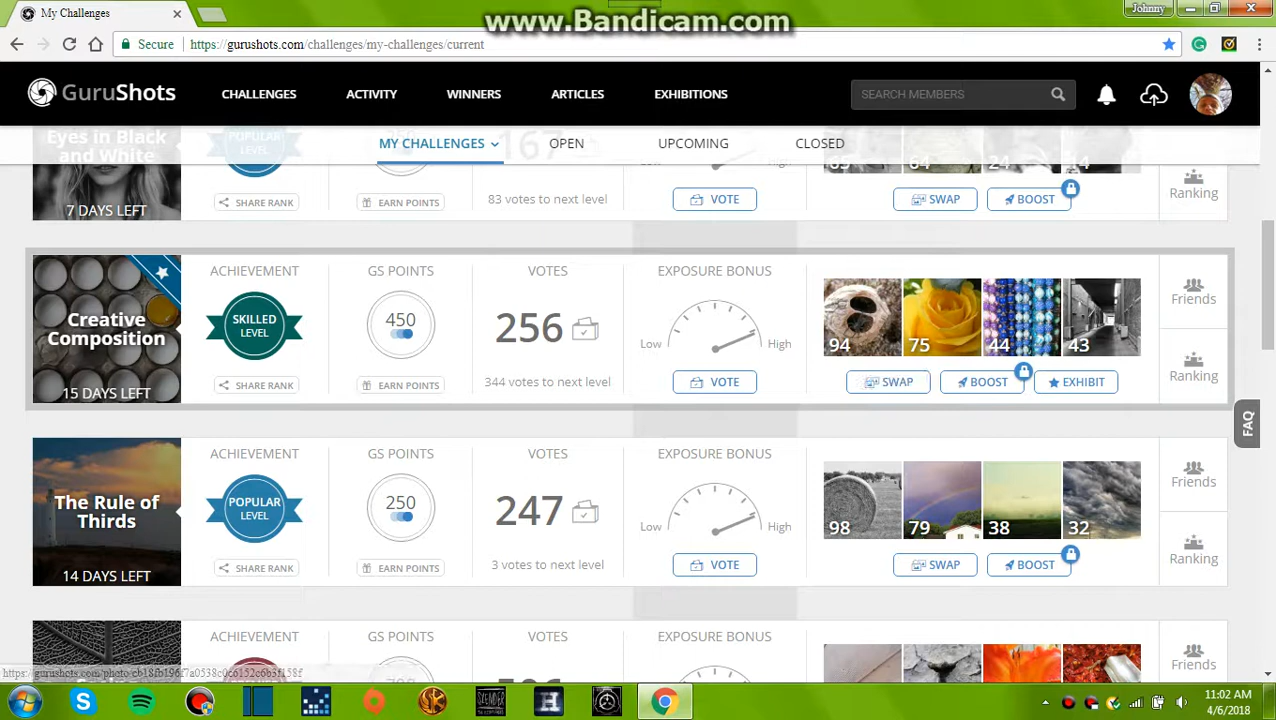 www.Bandicam.com
My Challenges
Johnny
Secure
https://gurushots.com/challenges/my-challenges/current
GuruShots
CHALLENGES
ACTIVITY
WINNERS
ARTICLES
EXHIBITIONS
SEARCH MEMBERS
MY CHALLENGES
OPEN
UPCOMING
CLOSED
Eyes in Black
and White
7 DAYS LEFT
POPULAR
LEVEL
SHARE RANK
EARN POINTS
167
83 votes to next level
VOTE
64
24
14
SWAP
BOOST
Ranking
Creative
Composition
15 DAYS LEFT
ACHIEVEMENT
SKILLED
LEVEL
SHARE RANK
GS POINTS
450
EARN POINTS
VOTES
256
344 votes to next level
EXPOSURE BONUS
Low
High
VOTE
94
75
44
43
SWAP
BOOST
EXHIBIT
Friends
Ranking
FAQ
The Rule of
Thirds
14 DAYS LEFT
ACHIEVEMENT
POPULAR
LEVEL
SHARE RANK
GS POINTS
250
EARN POINTS
VOTES
247
3 votes to next level
EXPOSURE BONUS
Low
High
VOTE
98
79
38
32
SWAP
BOOST
Friends
Ranking
ACHIEVEMENT
GS POINTS
VOTES
EXPOSURE BONUS
Friends
11:02 AM
4/6/2018